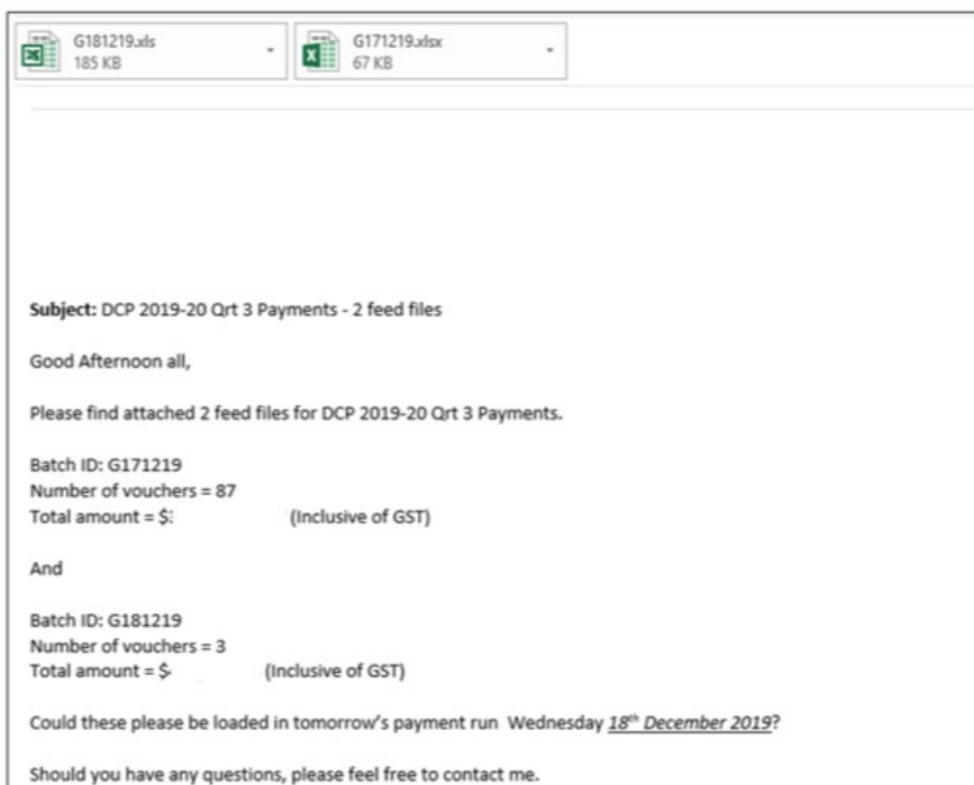 G181219.xls
185 KB
G171219.xlsx
67 KB
Subject: DCP 2019-20 Qrt 3 Payments - 2 feed files
Good Afternoon all,
Please find attached 2 feed files for DCP 2019-20 Qrt 3 Payments.
Batch ID: G171219
Number of vouchers = 87
Total amount = $ (Inclusive of GST)
And
Batch ID: G181219
Number of vouchers = 3
Total amount = $ (Inclusive of GST)
Could these please be loaded in tomorrow's payment run Wednesday 18th December 2019?
Should you have any questions, please feel free to contact me.